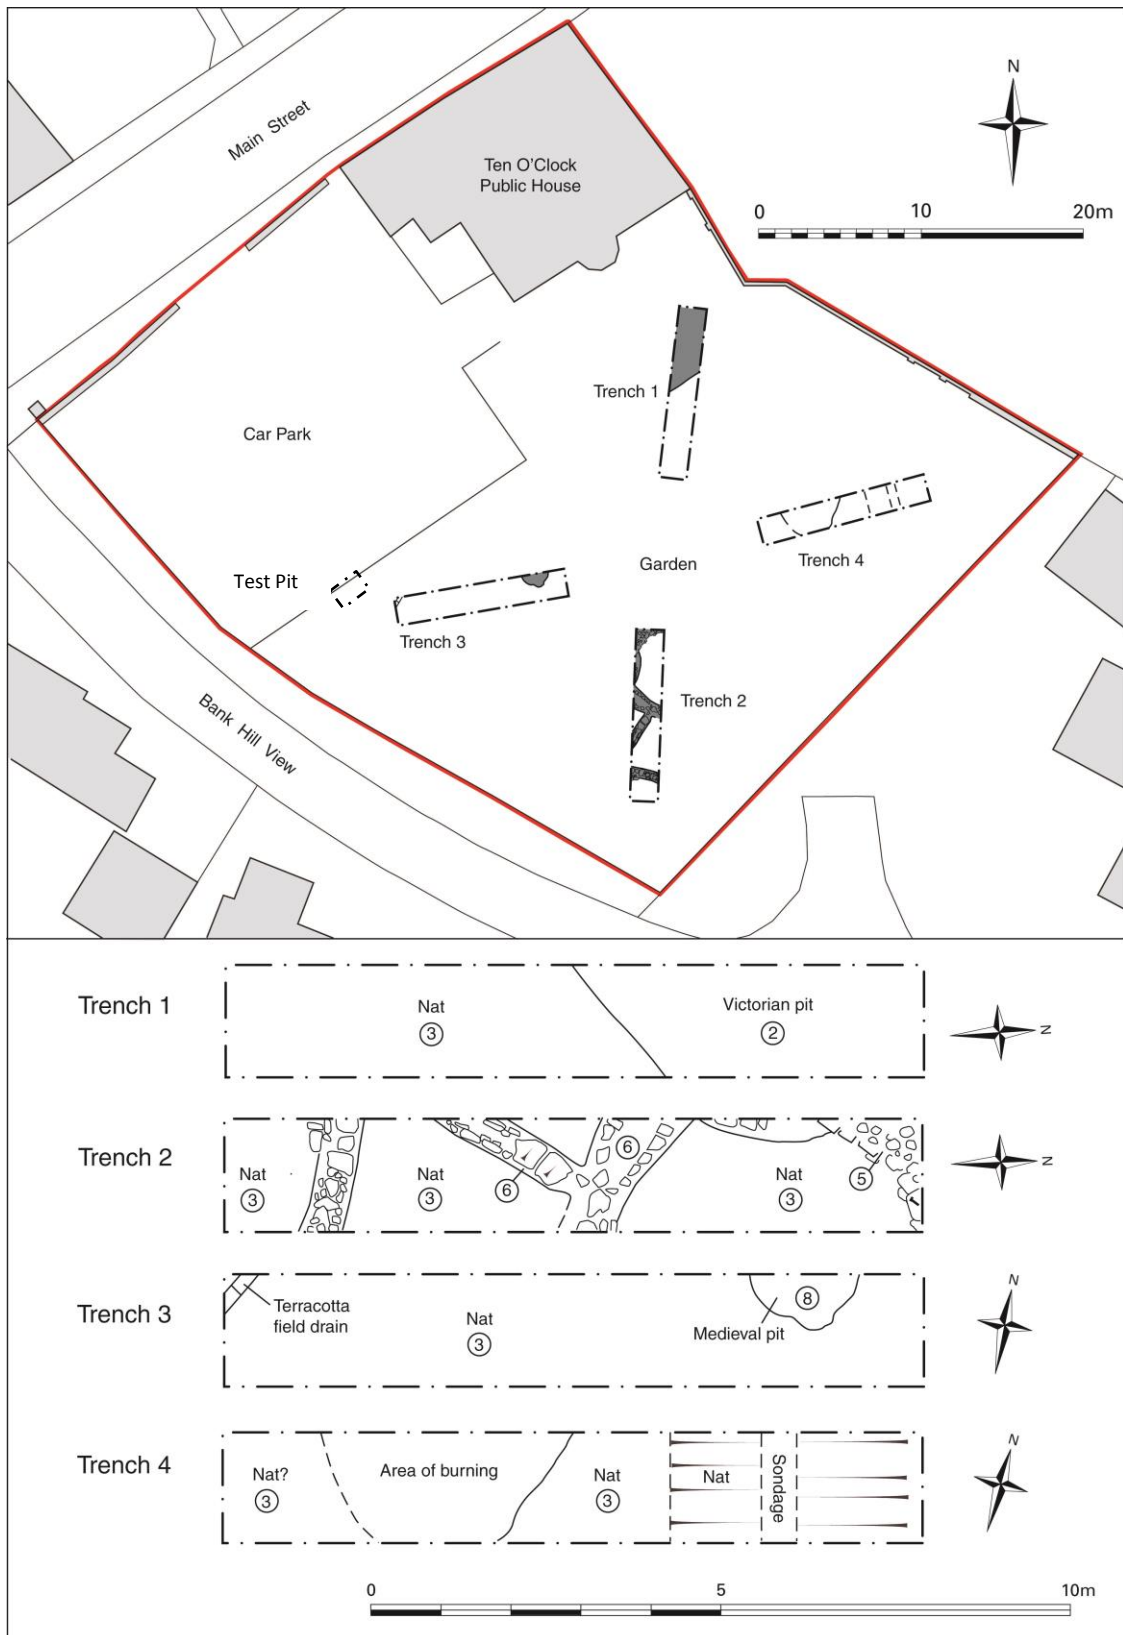 Main Street
Ten O'Clock
Public House
N
0 10 20m
Trench 1
Car Park
Garden
Trench 4
Test Pit
Trench 3
Trench 2
Bank Hill View
Trench 1
Nat
3
Victorian pit
2
N
Trench 2
Nat
3
Nat
3
6
6
Nat
3
5
N
Trench 3
Terracotta
field drain
Nat
3
Medieval pit
8
N
Trench 4
Nat?
3
Area of burning
Nat
3
Nat
Sondage
N
0 5 10m